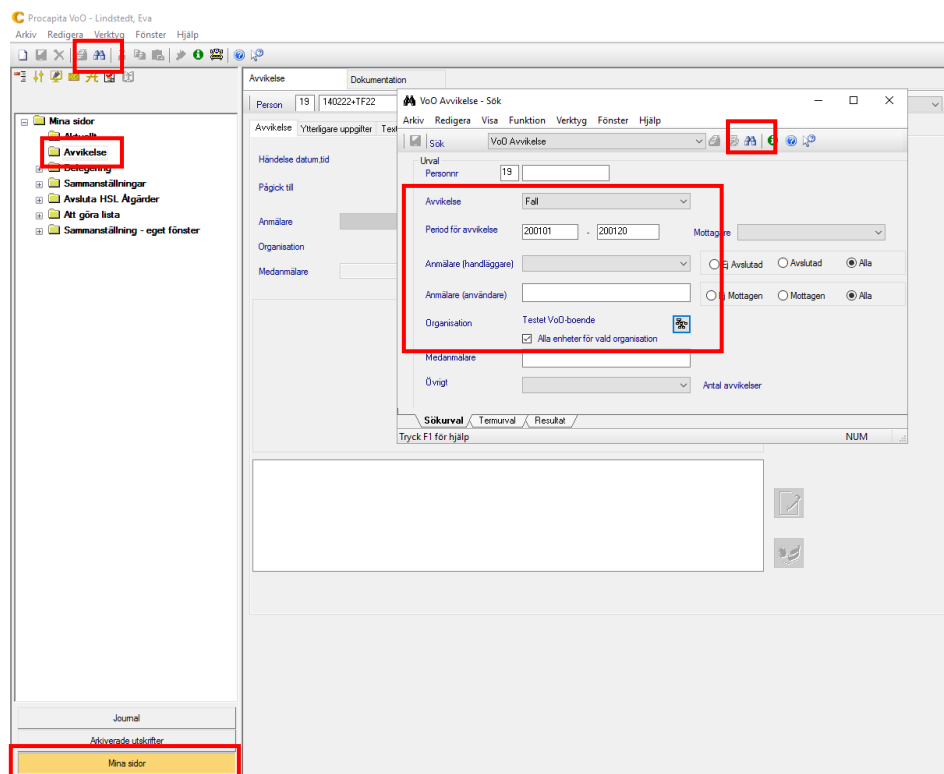 Procapita VoO - Lindstedt, Eva
Arkiv Redigera Verktyg Fönster Hjälp
Mina sidor
Aktuellt
Avvikelse
Delegering
Sammanställningar
Avsluta HSL Åtgärder
Att göra lista
Sammanställning - eget fönster
Journal
Arkiverade utskrifter
Mina sidor
Avvikelse Dokumentation
Person 19 140222+TF22
Avvikelse Ytterligare uppgifter Text
Händelse datum,tid
Pågick till
Anmälare
Organisation
Medanmälare
VoO Avvikelse - Sök
Arkiv Redigera Visa Funktion Verktyg Fönster Hjälp
Sök VoO Avvikelse
Urval
Personnr 19
Avvikelse Fall
Period för avvikelse 200101 - 200120 Mottagare
Anmälare (handläggare) Ej Avslutad Avslutad Alla
Anmälare (användare) Ej Mottagen Mottagen Alla
Organisation Testet VoO-boende
Alla enheter för vald organisation
Medanmälare
Övrigt Antal avvikelser
Sökurval Termurval Resultat
Tryck F1 för hjälp NUM